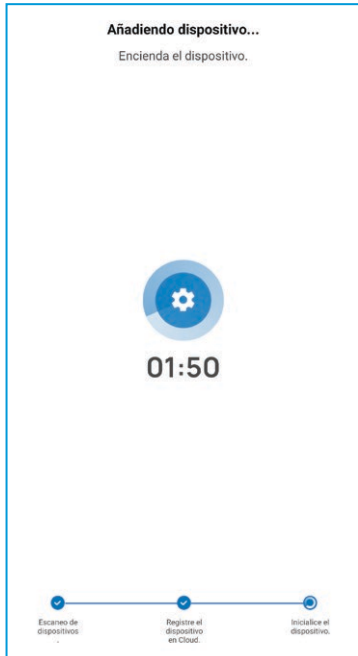 Añadiendo dispositivo...
Encienda el dispositivo.
01:50
Escaneo de
dispositivos
.
Registre el
dispositivo
en Cloud.
Inicialice el
dispositivo.